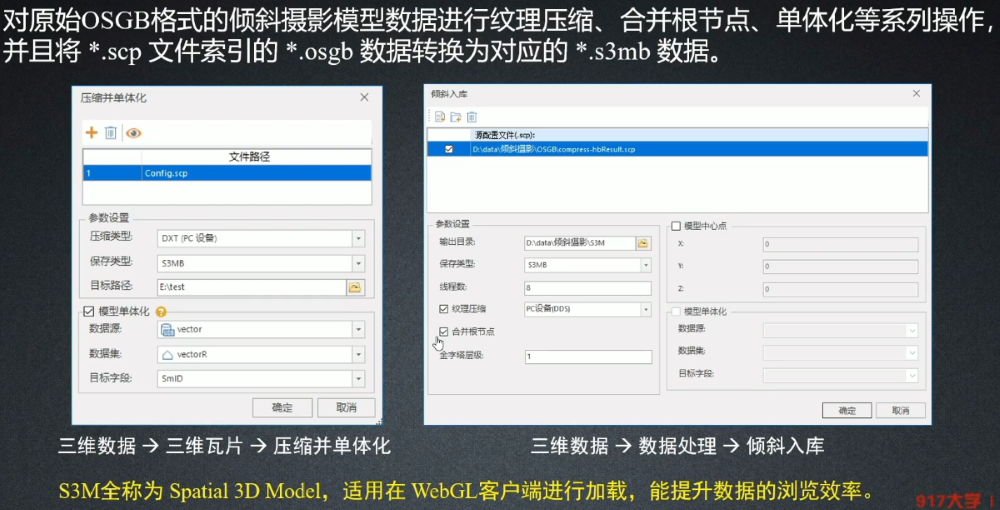 对原始OSGB格式的倾斜摄影模型数据进行纹理压缩、合并根节点、单体化等系列操作，
并且将 *.scp 文件索引的 *.osgb 数据转换为对应的 *.s3mb 数据。
压缩并单体化
文件路径
1 Config.scp
参数设置
压缩类型: DXT (PC 设备)
保存类型: S3MB
目标路径: E:\test
模型单体化
数据源: vector
数据集: vectorR
目标字段: SmID
确定 取消
三维数据 → 三维瓦片 → 压缩并单体化
倾斜入库
源配置文件(.scp):
D:\data\倾斜摄影\OSGB\compress-hbResult.scp
参数设置
输出目录: D:\data\倾斜摄影\S3M
保存类型: S3MB
线程数: 8
纹理压缩 PC设备(DDS)
合并根节点
金字塔层级: 1
模型中心点
X: 0
Y: 0
Z: 0
模型单体化
数据源:
数据集:
目标字段:
确定 取消
三维数据 → 数据处理 → 倾斜入库
S3M全称为 Spatial 3D Model，适用在 WebGL客户端进行加载，能提升数据的浏览效率。
917大学